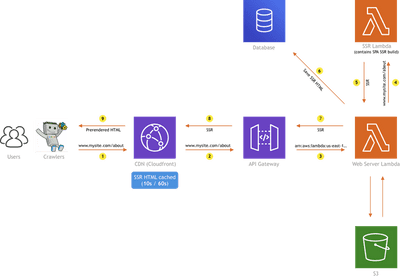 SSR Lambda
(contains SPA SSR build)
Database
6
Save SSR HTML
5
SSR
4
www.mysite.com/about
9
Prerendered HTML
8
SSR
7
SSR
1
www.mysite.com/about
2
www.mysite.com/about
3
arn:aws:lambda:us-east-1...
Users
Crawlers
CDN (Cloudfront)
API Gateway
Web Server Lambda
SSR HTML cached
(10s / 60s)
S3